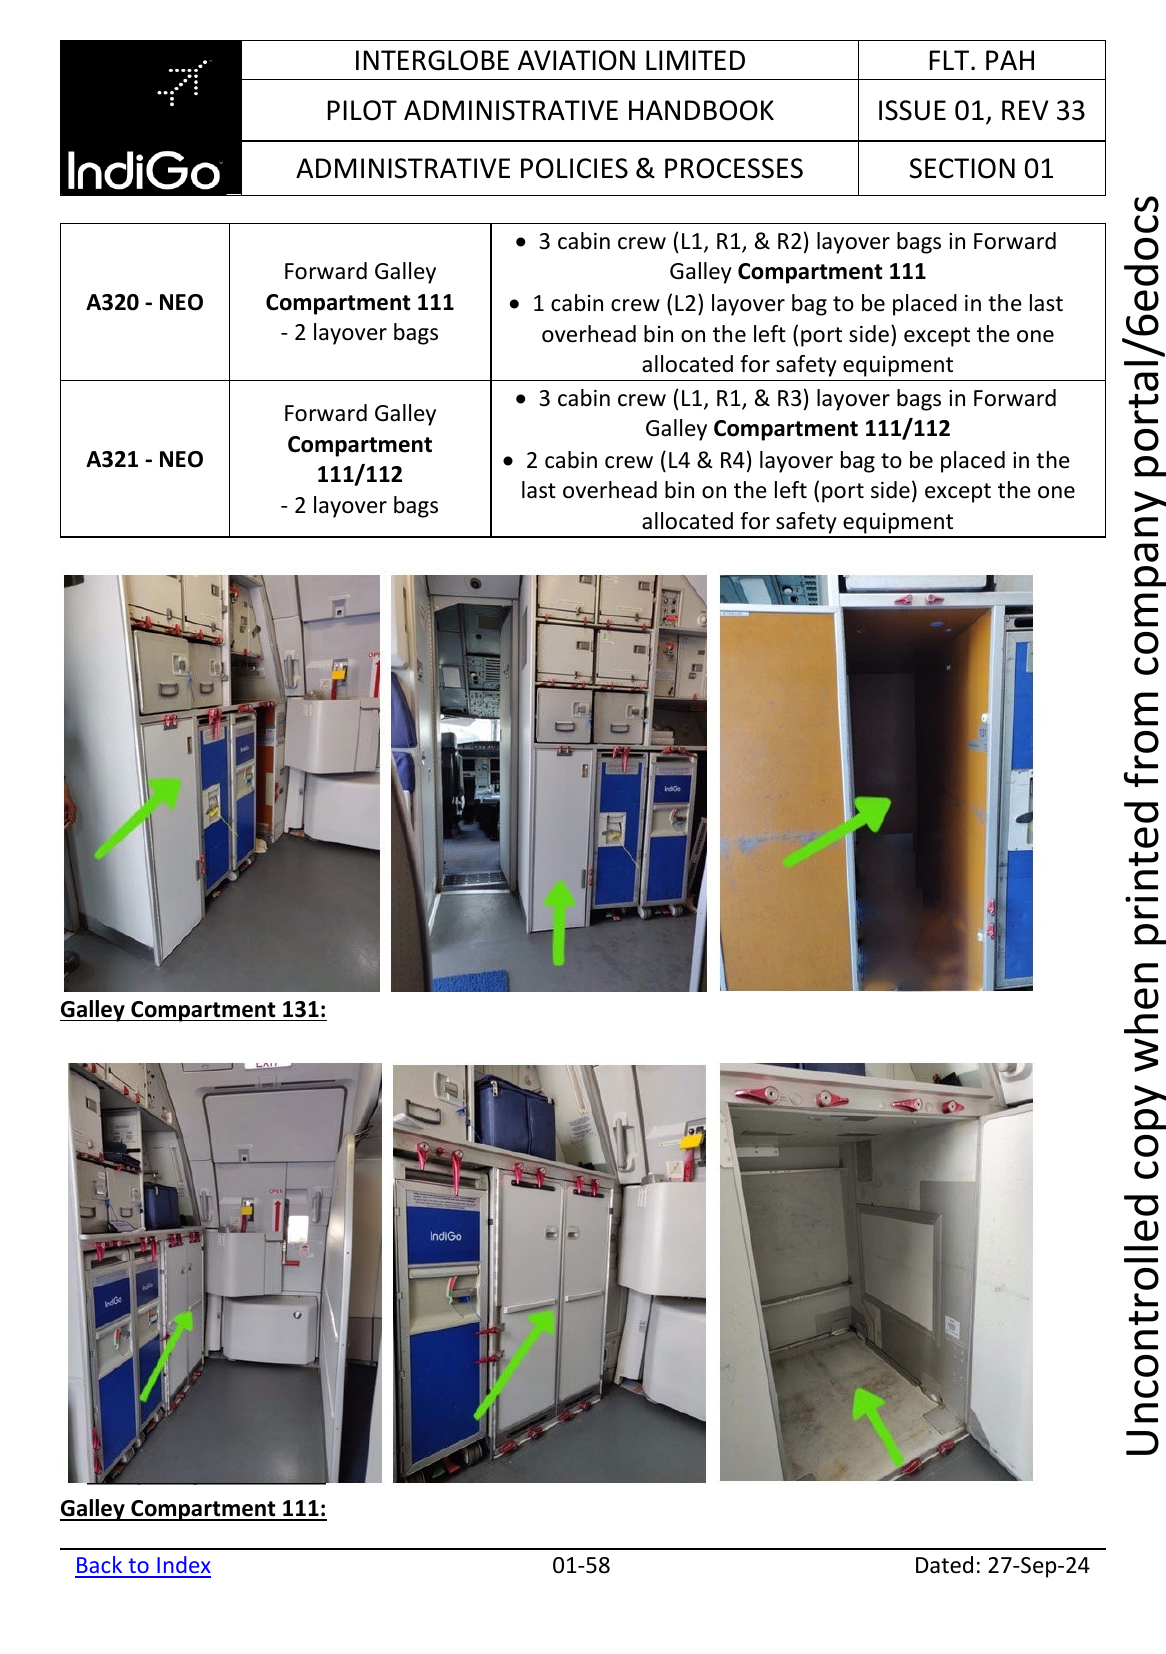 IndiGo
INTERGLOBE AVIATION LIMITED
FLT. PAH
PILOT ADMINISTRATIVE HANDBOOK
ISSUE 01, REV 33
ADMINISTRATIVE POLICIES & PROCESSES
SECTION 01
A320 - NEO
Forward Galley
Compartment 111
- 2 layover bags
• 3 cabin crew (L1, R1, & R2) layover bags in Forward
Galley Compartment 111
• 1 cabin crew (L2) layover bag to be placed in the last
overhead bin on the left (port side) except the one
allocated for safety equipment
A321 - NEO
Forward Galley
Compartment
111/112
- 2 layover bags
• 3 cabin crew (L1, R1, & R3) layover bags in Forward
Galley Compartment 111/112
• 2 cabin crew (L4 & R4) layover bag to be placed in the
last overhead bin on the left (port side) except the one
allocated for safety equipment
IndiGo
IndiGo
Galley Compartment 131:
EXIT
OPEN
IndiGo
IndiGo
IndiGo
Galley Compartment 111:
Back to Index
01-58
Dated: 27-Sep-24
Uncontrolled copy when printed from company portal/6edocs